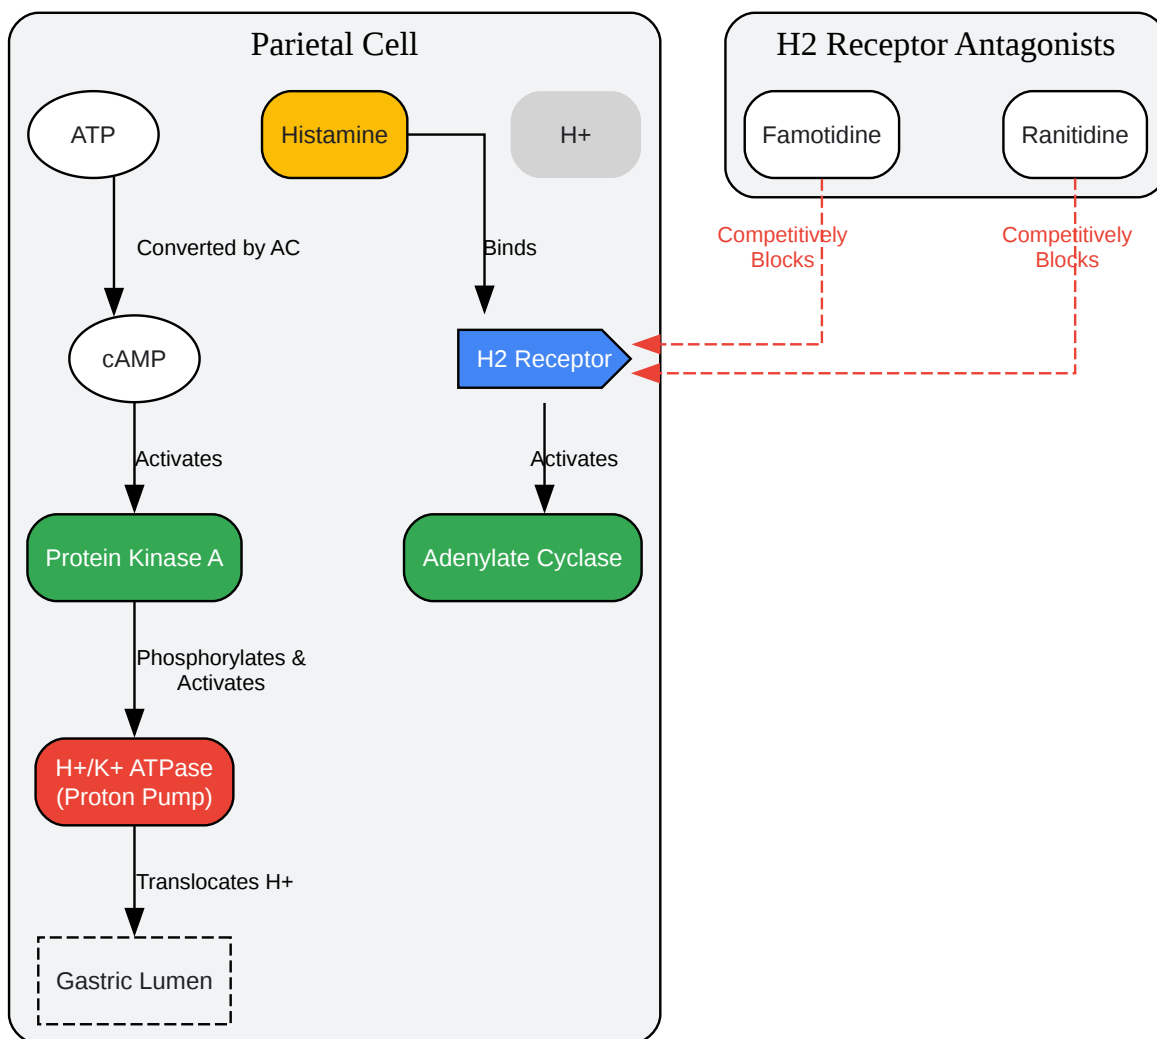 Parietal Cell
H2 Receptor Antagonists
ATP
Histamine
H+
Famotidine
Ranitidine
Converted by AC
Binds
Competitively
Blocks
Competitively
Blocks
cAMP
H2 Receptor
Activates
Activates
Protein Kinase A
Adenylate Cyclase
Phosphorylates &
Activates
H+/K+ ATPase
(Proton Pump)
Translocates H+
Gastric Lumen